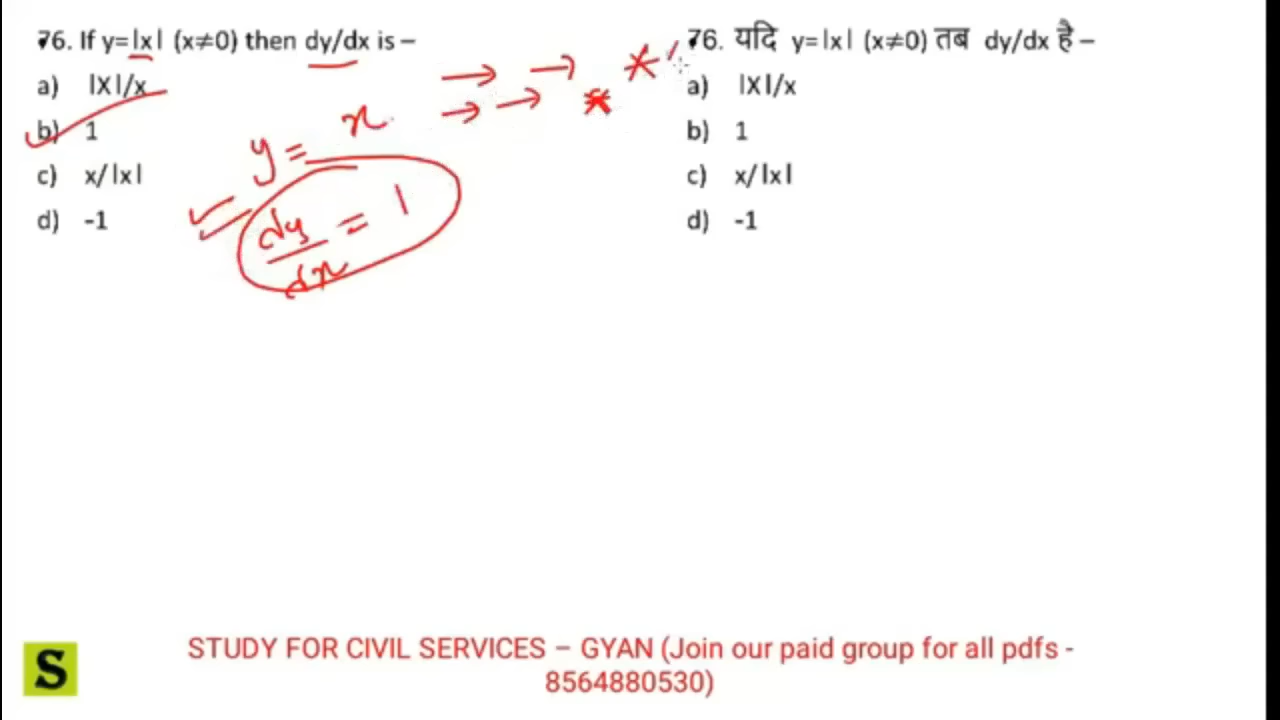 76. If y=|x| (x≠0) then dy/dx is –
a) |X|/x
b) 1
c) x/|x|
d) -1
y = x
dy/dx = 1
76. यदि y=|x| (x≠0) तब dy/dx है –
a) |X|/x
b) 1
c) x/|x|
d) -1
S
STUDY FOR CIVIL SERVICES – GYAN (Join our paid group for all pdfs -
8564880530)